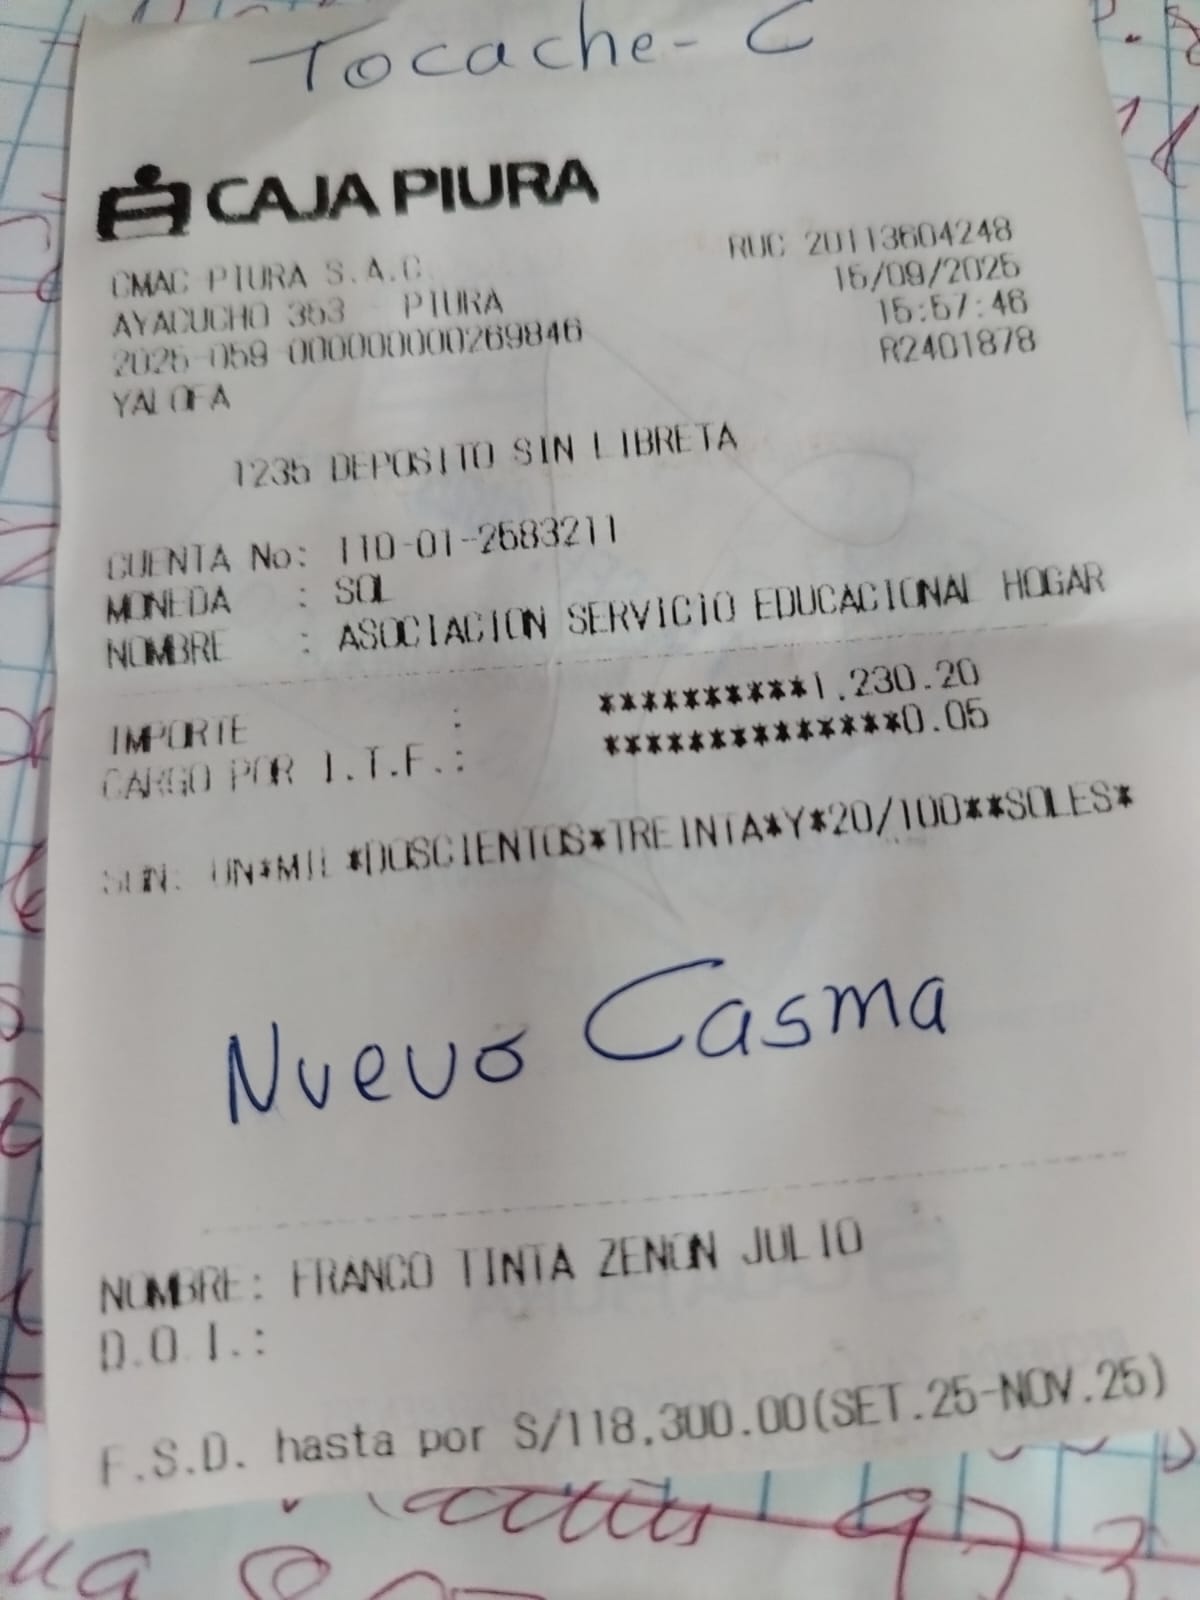 Tocache - C
CAJA PIURA
CMAC PIURA S.A.C. RUC 20113604248
AYACUCHO 353 PIURA 15/09/2025
2025-059-000000000269846 15:57:46
YALOFA R2401878
1235 DEPOSITO SIN LIBRETA
CUENTA No: 110-01-2583211
MONEDA : SOL
NOMBRE : ASOCIACION SERVICIO EDUCACIONAL HOGAR
IMPORTE : **********1,230.20
CARGO POR I.T.F.: **************0.05
SON: UN*MIL*DOSCIENTOS*TREINTA*Y*20/100**SOLES*
Nuevo Casma
NOMBRE: FRANCO TINTA ZENON JULIO
D.O.I.:
F.S.D. hasta por S/118,300.00(SET.25-NOV.25)